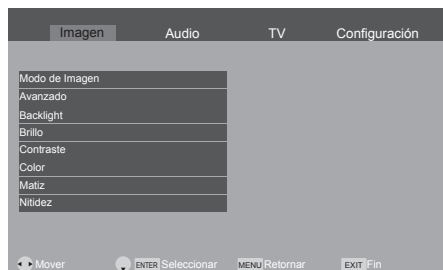 Imagen Audio TV Configuración
Modo de Imagen
Avanzado
Backlight
Brillo
Contraste
Color
Matiz
Nitidez
Mover ENTER Seleccionar MENU Retornar EXIT Fin